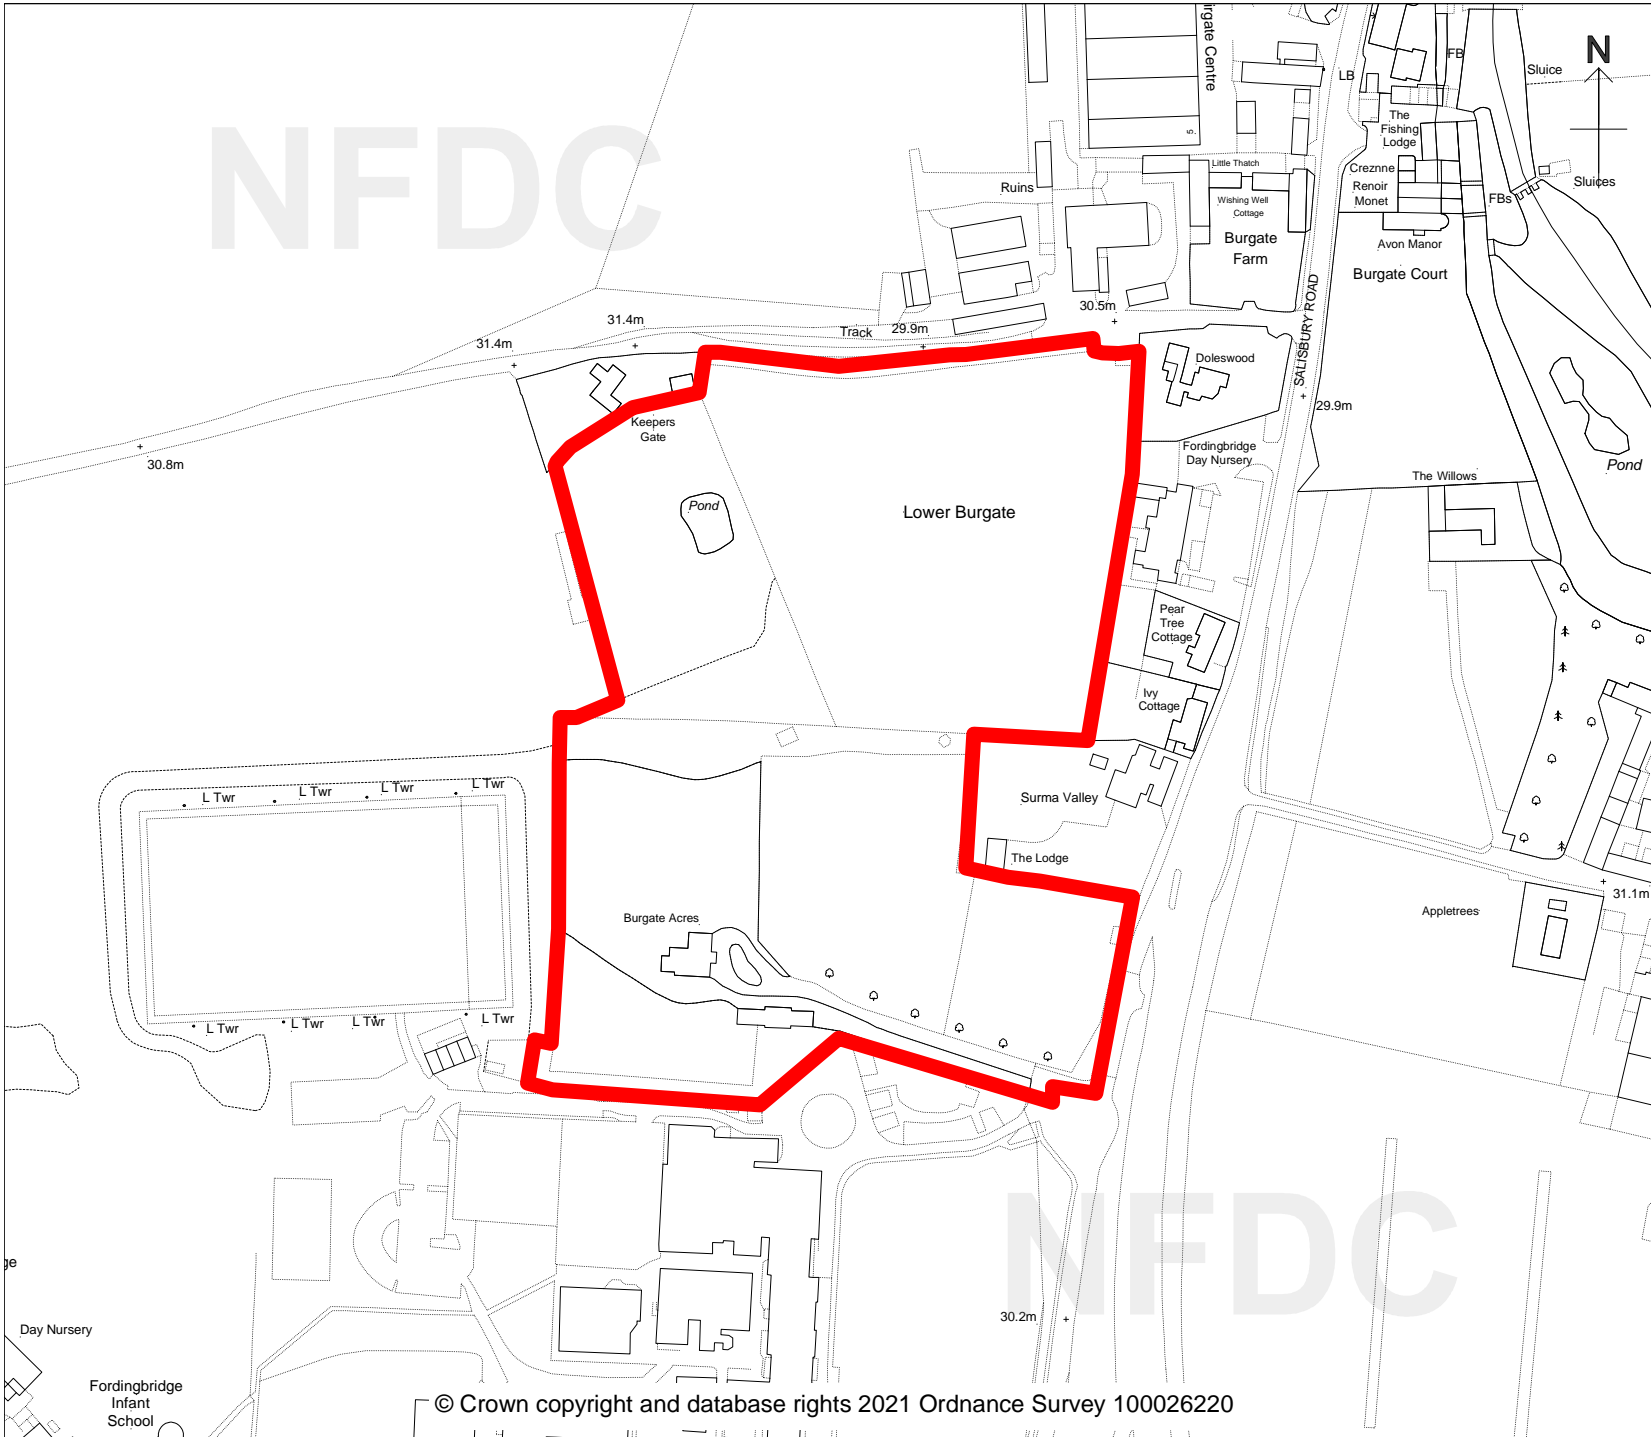 NFDC
N
FB
Sluice
LB
The
Fishing
Lodge
5
Little Thatch
Creznne
Renoir
Monet
FBs
Sluices
Ruins
Wishing Well
Cottage
Burgate
Farm
Avon Manor
Burgate Court
SALISBURY ROAD
30.5m
31.4m
Track
29.9m
31.4m
Doleswood
29.9m
Keepers
Gate
30.8m
Fordingbridge
Day Nursery
Pond
The Willows
Pond
Lower Burgate
Pear
Tree
Cottage
Ivy
Cottage
L Twr
L Twr
L Twr
L Twr
Surma Valley
The Lodge
31.1m
Appletrees
Burgate Acres
L Twr
L Twr
L Twr
L Twr
NFDC
30.2m
Day Nursery
Fordingbridge
Infant
School
© Crown copyright and database rights 2021 Ordnance Survey 100026220